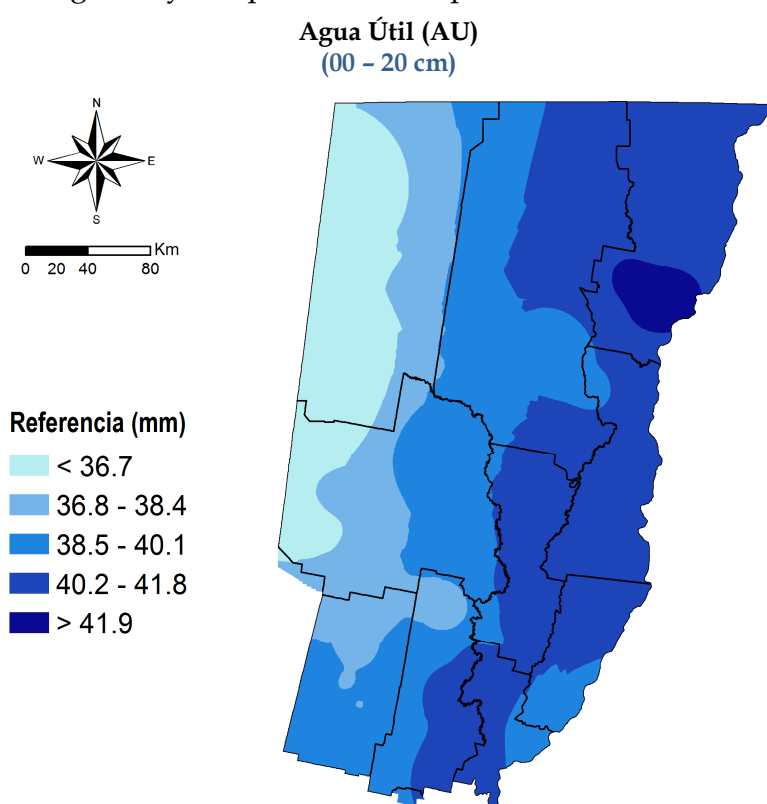 Agua Útil (AU)
(00 – 20 cm)
N
W E
S
Km
0 20 40 80
Referencia (mm)
< 36.7
36.8 - 38.4
38.5 - 40.1
40.2 - 41.8
> 41.9